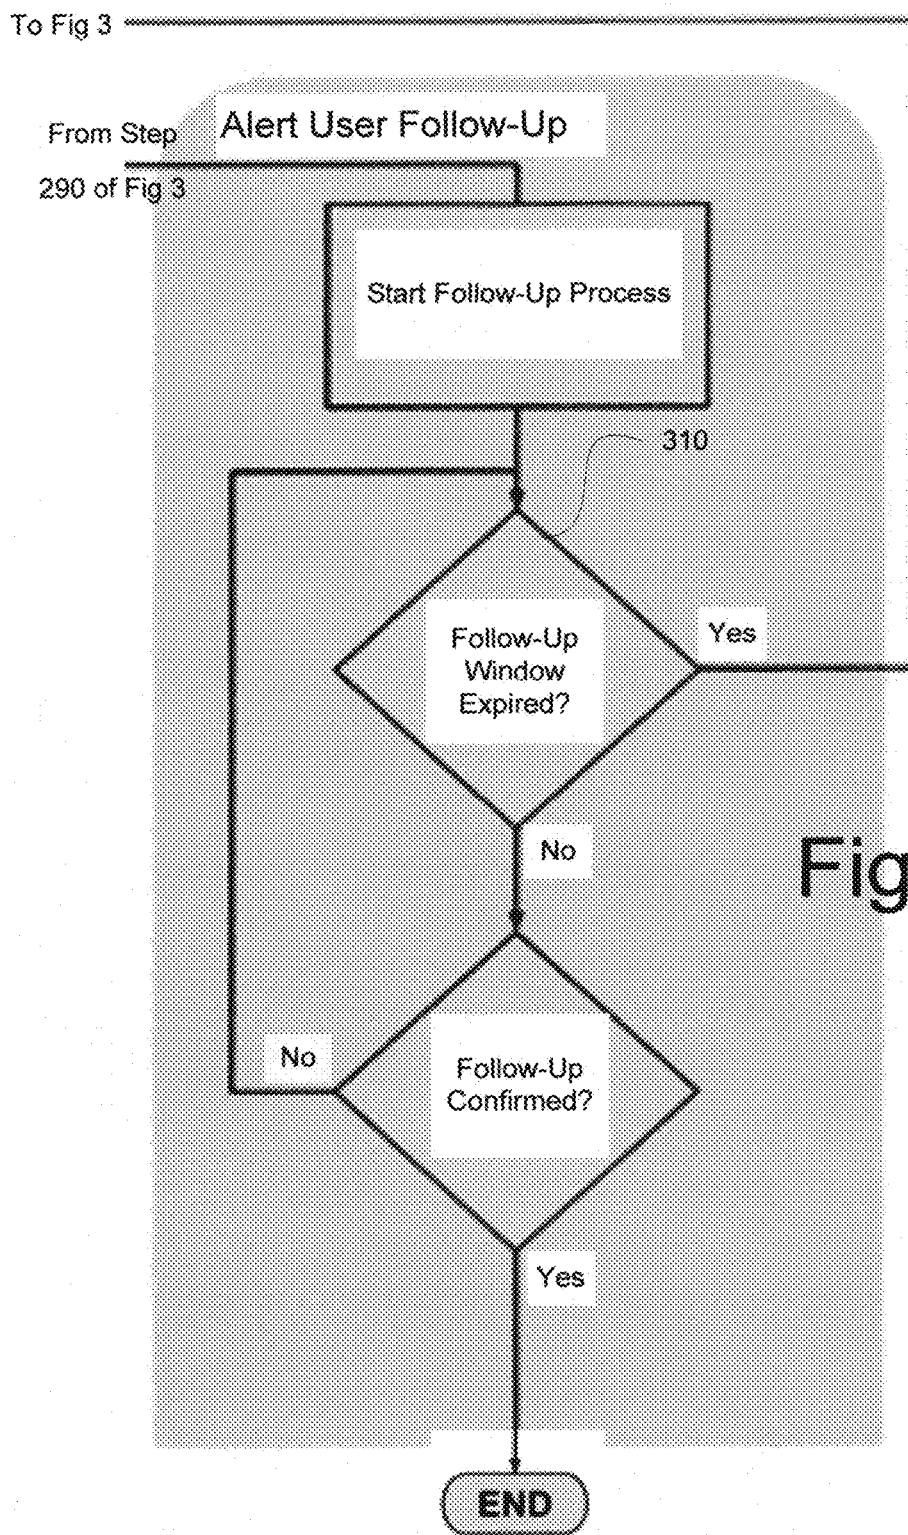 To Fig 3
Alert User Follow-Up
From Step
290 of Fig 3
Start Follow-Up Process
310
Follow-Up
Window
Expired?
Yes
No
Fig
No
Follow-Up
Confirmed?
Yes
END